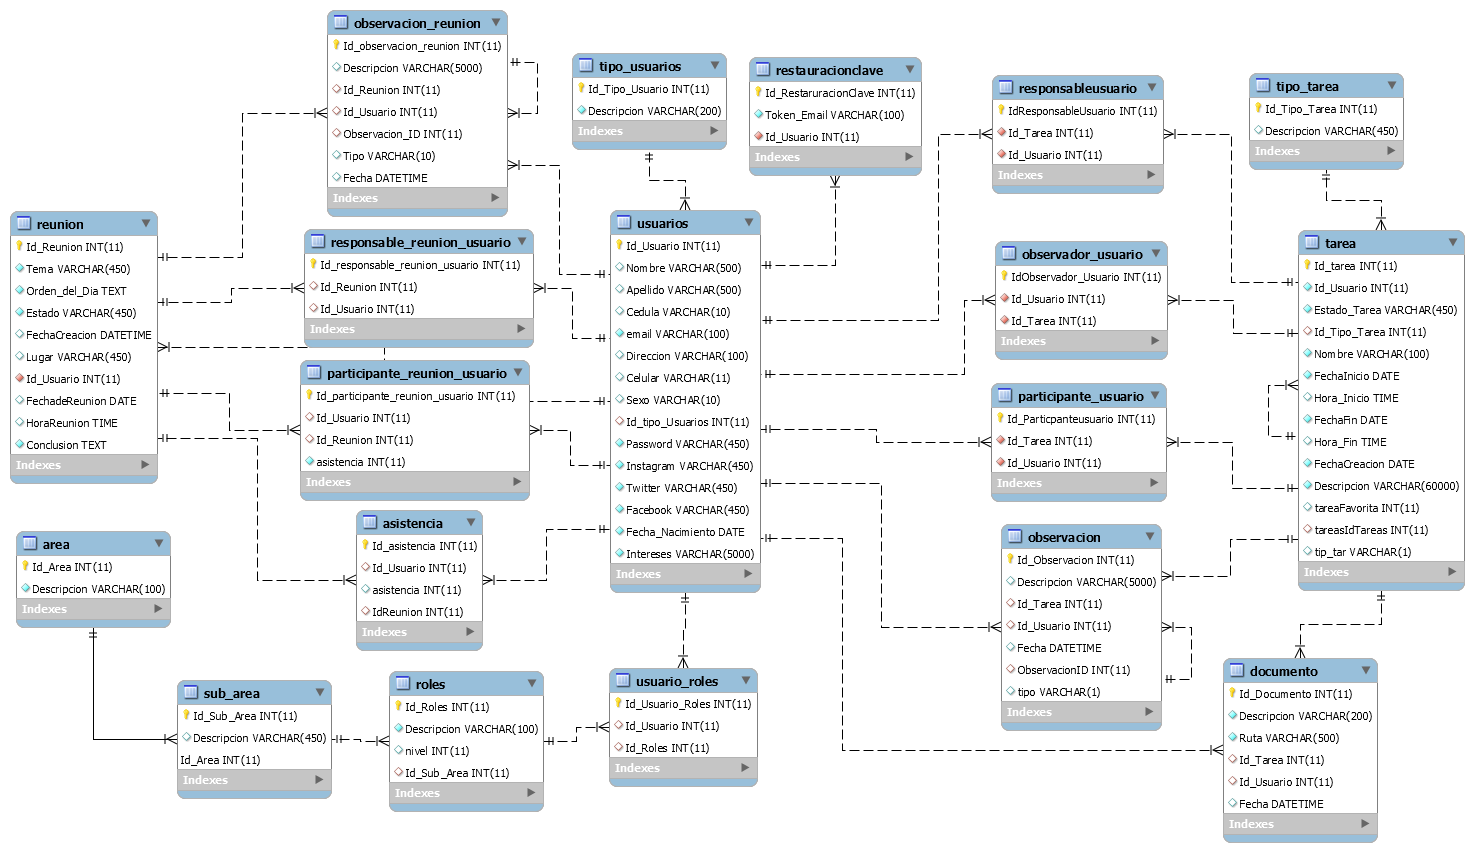 observacion_reunion
Id_observacion_reunion INT(11)
Descripcion VARCHAR(5000)
Id_Reunion INT(11)
Id_Usuario INT(11)
Observacion_ID INT(11)
Tipo VARCHAR(10)
Fecha DATETIME
Indexes
tipo_usuarios
Id_Tipo_Usuario INT(11)
Descripcion VARCHAR(200)
Indexes
restauracionclave
Id_RestaruracionClave INT(11)
Token_Email VARCHAR(100)
Id_Usuario INT(11)
Indexes
responsableusuario
IdResponsableUsuario INT(11)
Id_Tarea INT(11)
Id_Usuario INT(11)
Indexes
tipo_tarea
Id_Tipo_Tarea INT(11)
Descripcion VARCHAR(450)
Indexes
reunion
Id_Reunion INT(11)
Tema VARCHAR(450)
Orden_del_Dia TEXT
Estado VARCHAR(450)
FechaCreacion DATETIME
Lugar VARCHAR(450)
Id_Usuario INT(11)
FechadeReunion DATE
HoraReunion TIME
Conclusion TEXT
Indexes
responsable_reunion_usuario
Id_responsable_reunion_usuario INT(11)
Id_Reunion INT(11)
Id_Usuario INT(11)
Indexes
usuarios
Id_Usuario INT(11)
Nombre VARCHAR(500)
Apellido VARCHAR(500)
Cedula VARCHAR(10)
email VARCHAR(100)
Direccion VARCHAR(100)
Celular VARCHAR(11)
Sexo VARCHAR(10)
Id_tipo_Usuarios INT(11)
Password VARCHAR(450)
Instagram VARCHAR(450)
Twitter VARCHAR(450)
Facebook VARCHAR(450)
Fecha_Nacimiento DATE
Intereses VARCHAR(5000)
Indexes
observador_usuario
IdObservador_Usuario INT(11)
Id_Usuario INT(11)
Id_Tarea INT(11)
Indexes
tarea
Id_tarea INT(11)
Id_Usuario INT(11)
Estado_Tarea VARCHAR(450)
Id_Tipo_Tarea INT(11)
Nombre VARCHAR(100)
FechaInicio DATE
Hora_Inicio TIME
FechaFin DATE
Hora_Fin TIME
FechaCreacion DATE
Descripcion VARCHAR(60000)
tareaFavorita INT(11)
tareasIdTareas INT(11)
tip_tar VARCHAR(1)
Indexes
participante_reunion_usuario
Id_participante_reunion_usuario INT(11)
Id_Usuario INT(11)
Id_Reunion INT(11)
asistencia INT(11)
Indexes
participante_usuario
Id_Particpanteusuario INT(11)
Id_Tarea INT(11)
Id_Usuario INT(11)
Indexes
asistencia
Id_asistencia INT(11)
Id_Usuario INT(11)
asistencia INT(11)
IdReunion INT(11)
Indexes
area
Id_Area INT(11)
Descripcion VARCHAR(100)
Indexes
observacion
Id_Observacion INT(11)
Descripcion VARCHAR(5000)
Id_Tarea INT(11)
Id_Usuario INT(11)
Fecha DATETIME
ObservacionID INT(11)
tipo VARCHAR(1)
Indexes
sub_area
Id_Sub_Area INT(11)
Descripcion VARCHAR(450)
Id_Area INT(11)
Indexes
roles
Id_Roles INT(11)
Descripcion VARCHAR(100)
nivel INT(11)
Id_Sub_Area INT(11)
Indexes
usuario_roles
Id_Usuario_Roles INT(11)
Id_Usuario INT(11)
Id_Roles INT(11)
Indexes
documento
Id_Documento INT(11)
Descripcion VARCHAR(200)
Ruta VARCHAR(500)
Id_Tarea INT(11)
Id_Usuario INT(11)
Fecha DATETIME
Indexes